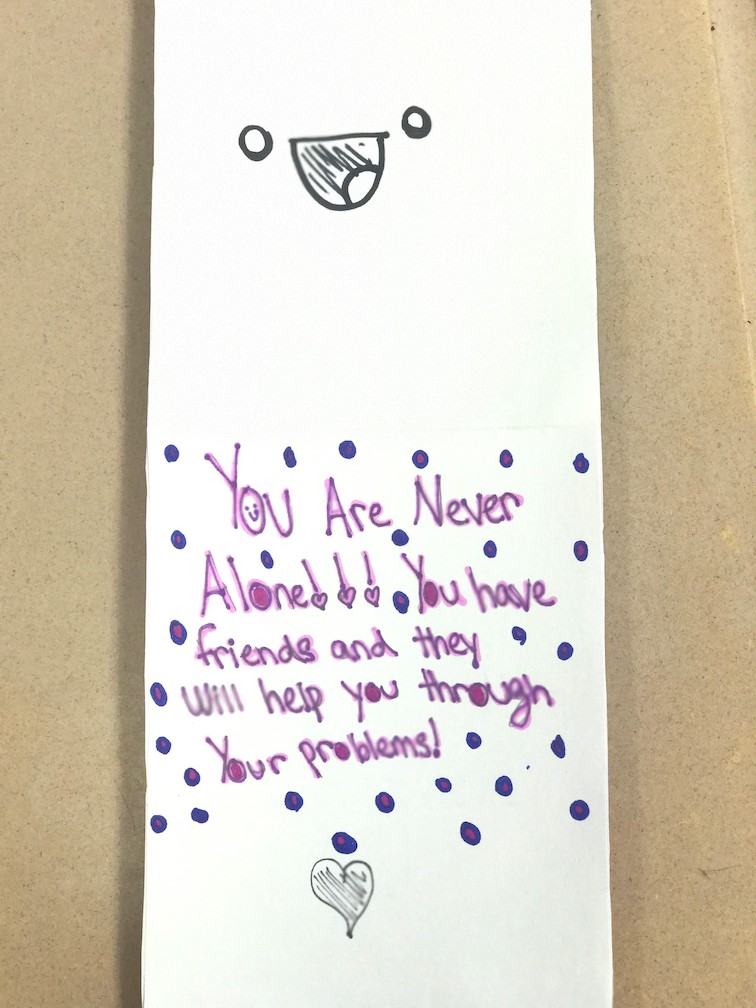 You Are Never
Alone!!! You have
friends and they
will help you through
Your problems!